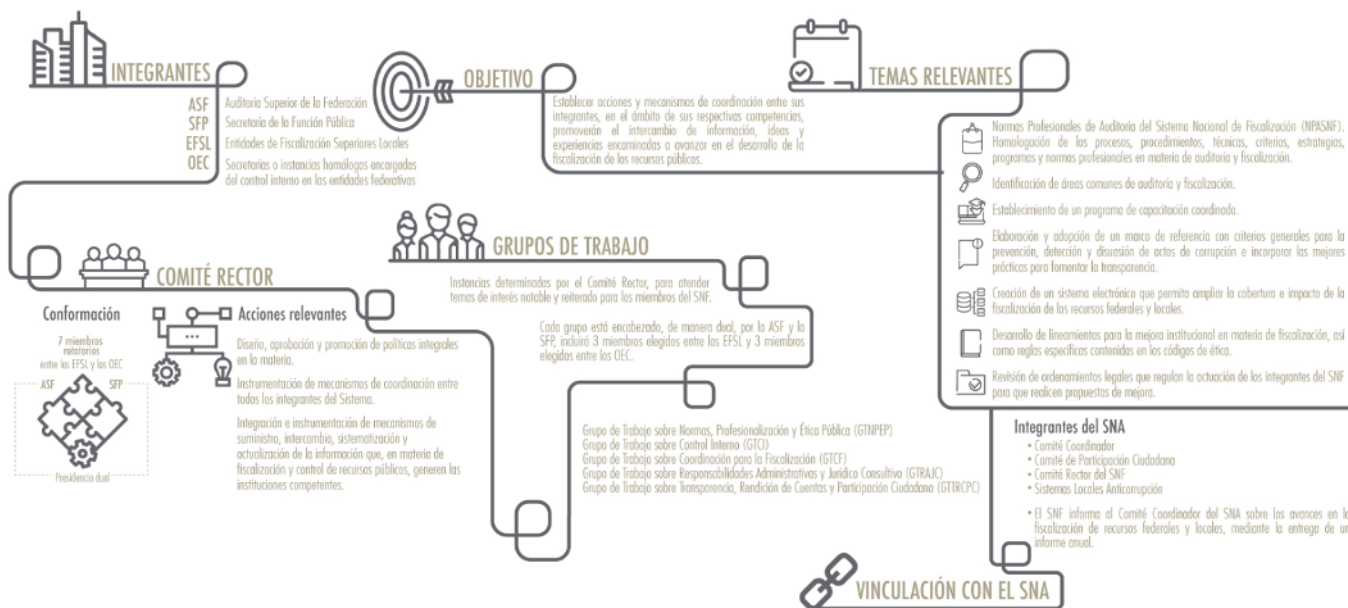 INTEGRANTES
ASF Auditoría Superior de la Federación
SFP Secretaría de la Función Pública
EFSL Entidades de Fiscalización Superiores Locales
OEC Secretarías o instancias homólogas encargadas
del control interno en las entidades federativas
OBJETIVO
Establecer acciones y mecanismos de coordinación entre sus
integrantes, en el ámbito de sus respectivas competencias,
promoverán el intercambio de información, ideas y
experiencias encaminadas a avanzar en el desarrollo de la
fiscalización de los recursos públicos.
TEMAS RELEVANTES
Normas Profesionales de Auditoría del Sistema Nacional de Fiscalización (NPASNF).
Homologación de los procesos, procedimientos, técnicas, criterios, estrategias,
programas y normas profesionales en materia de auditoría y fiscalización.
Identificación de áreas comunes de auditoría y fiscalización.
Establecimiento de un programa de capacitación coordinado.
Elaboración y adopción de un marco de referencia con criterios generales para la
prevención, detección y disuasión de actos de corrupción e incorporar las mejores
prácticas para fomentar la transparencia.
Creación de un sistema electrónico que permita ampliar la cobertura e impacto de la
fiscalización de los recursos federales y locales.
Desarrollo de lineamientos para la mejora institucional en materia de fiscalización, así
como reglas específicas contenidas en los códigos de ética.
Revisión de ordenamientos legales que regulan la actuación de los integrantes del SNF
para que realicen propuestas de mejora.
COMITÉ RECTOR
Conformación
7 miembros
rotatorios
entre las EFSL y los OEC
ASF SFP
Presidencia dual
Acciones relevantes
Diseño, aprobación y promoción de políticas integrales
en la materia.
Instrumentación de mecanismos de coordinación entre
todos los integrantes del Sistema.
Integración e instrumentación de mecanismos de
suministro, intercambio, sistematización y
actualización de la información que, en materia de
fiscalización y control de recursos públicos, generen las
instituciones competentes.
GRUPOS DE TRABAJO
Instancias determinadas por el Comité Rector, para atender
temas de interés notable y reiterado para los miembros del SNF.
Cada grupo está encabezado, de manera dual, por la ASF y la
SFP, incluirá 3 miembros elegidos entre las EFSL y 3 miembros
elegidos entre los OEC.
Grupo de Trabajo sobre Normas, Profesionalización y Ética Pública (GTNPEP)
Grupo de Trabajo sobre Control Interno (GTCI)
Grupo de Trabajo sobre Coordinación para la Fiscalización (GTCF)
Grupo de Trabajo sobre Responsabilidades Administrativas y Jurídico Consultivo (GTRAJC)
Grupo de Trabajo sobre Transparencia, Rendición de Cuentas y Participación Ciudadana (GTTRCPC)
Integrantes del SNA
• Comité Coordinador
• Comité de Participación Ciudadana
• Comité Rector del SNF
• Sistemas Locales Anticorrupción
• El SNF informa al Comité Coordinador del SNA sobre los avances en la
fiscalización de recursos federales y locales, mediante la entrega de un
informe anual.
VINCULACIÓN CON EL SNA